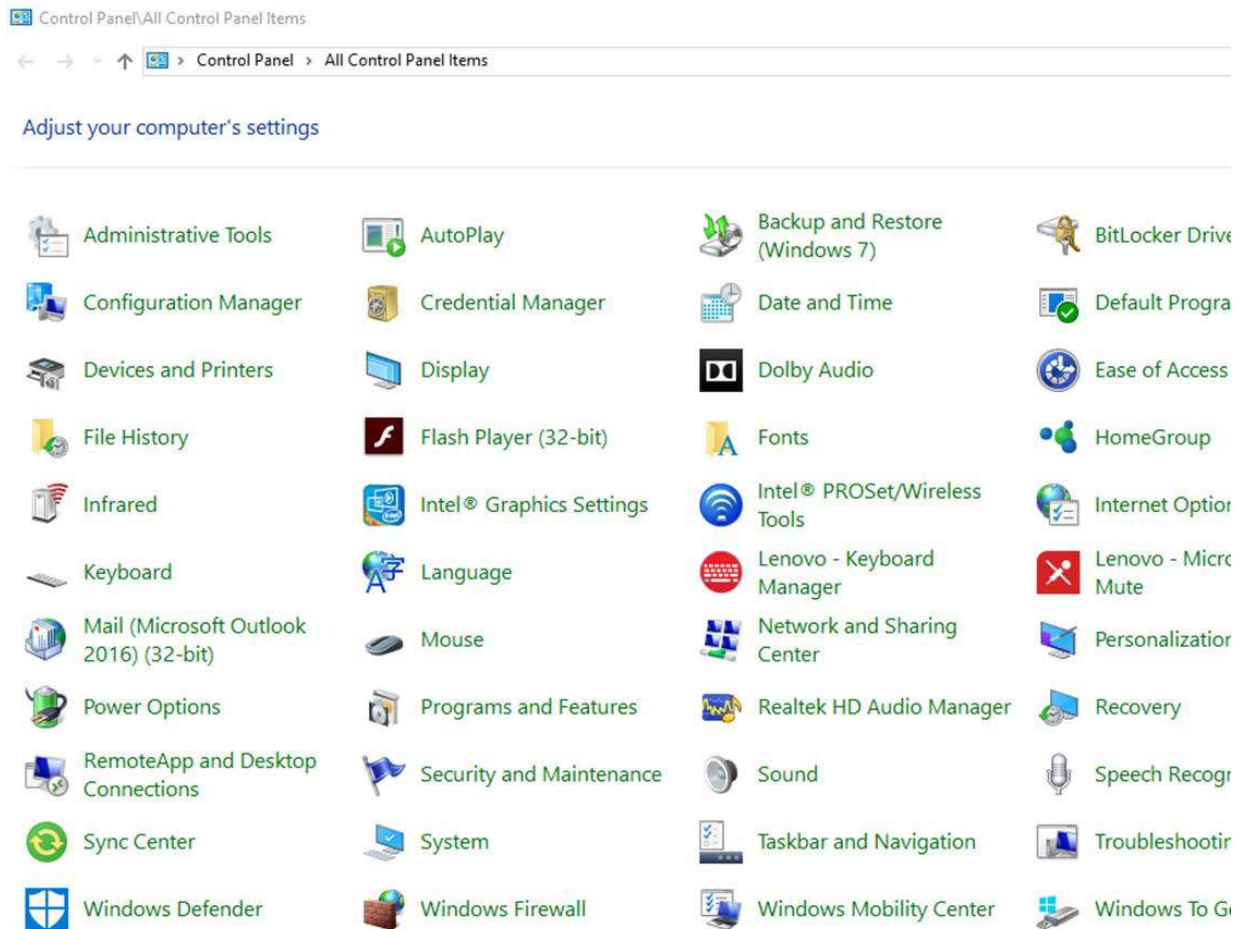 Control Panel\All Control Panel Items
Control Panel > All Control Panel Items
Adjust your computer's settings
Administrative Tools
AutoPlay
Backup and Restore
(Windows 7)
BitLocker Drive
Configuration Manager
Credential Manager
Date and Time
Default Progra
Devices and Printers
Display
Dolby Audio
Ease of Access
File History
Flash Player (32-bit)
Fonts
HomeGroup
Infrared
Intel® Graphics Settings
Intel® PROSet/Wireless
Tools
Internet Option
Keyboard
Language
Lenovo - Keyboard
Manager
Lenovo - Micro
Mute
Mail (Microsoft Outlook
2016) (32-bit)
Mouse
Network and Sharing
Center
Personalization
Power Options
Programs and Features
Realtek HD Audio Manager
Recovery
RemoteApp and Desktop
Connections
Security and Maintenance
Sound
Speech Recogn
Sync Center
System
Taskbar and Navigation
Troubleshootin
Windows Defender
Windows Firewall
Windows Mobility Center
Windows To Go